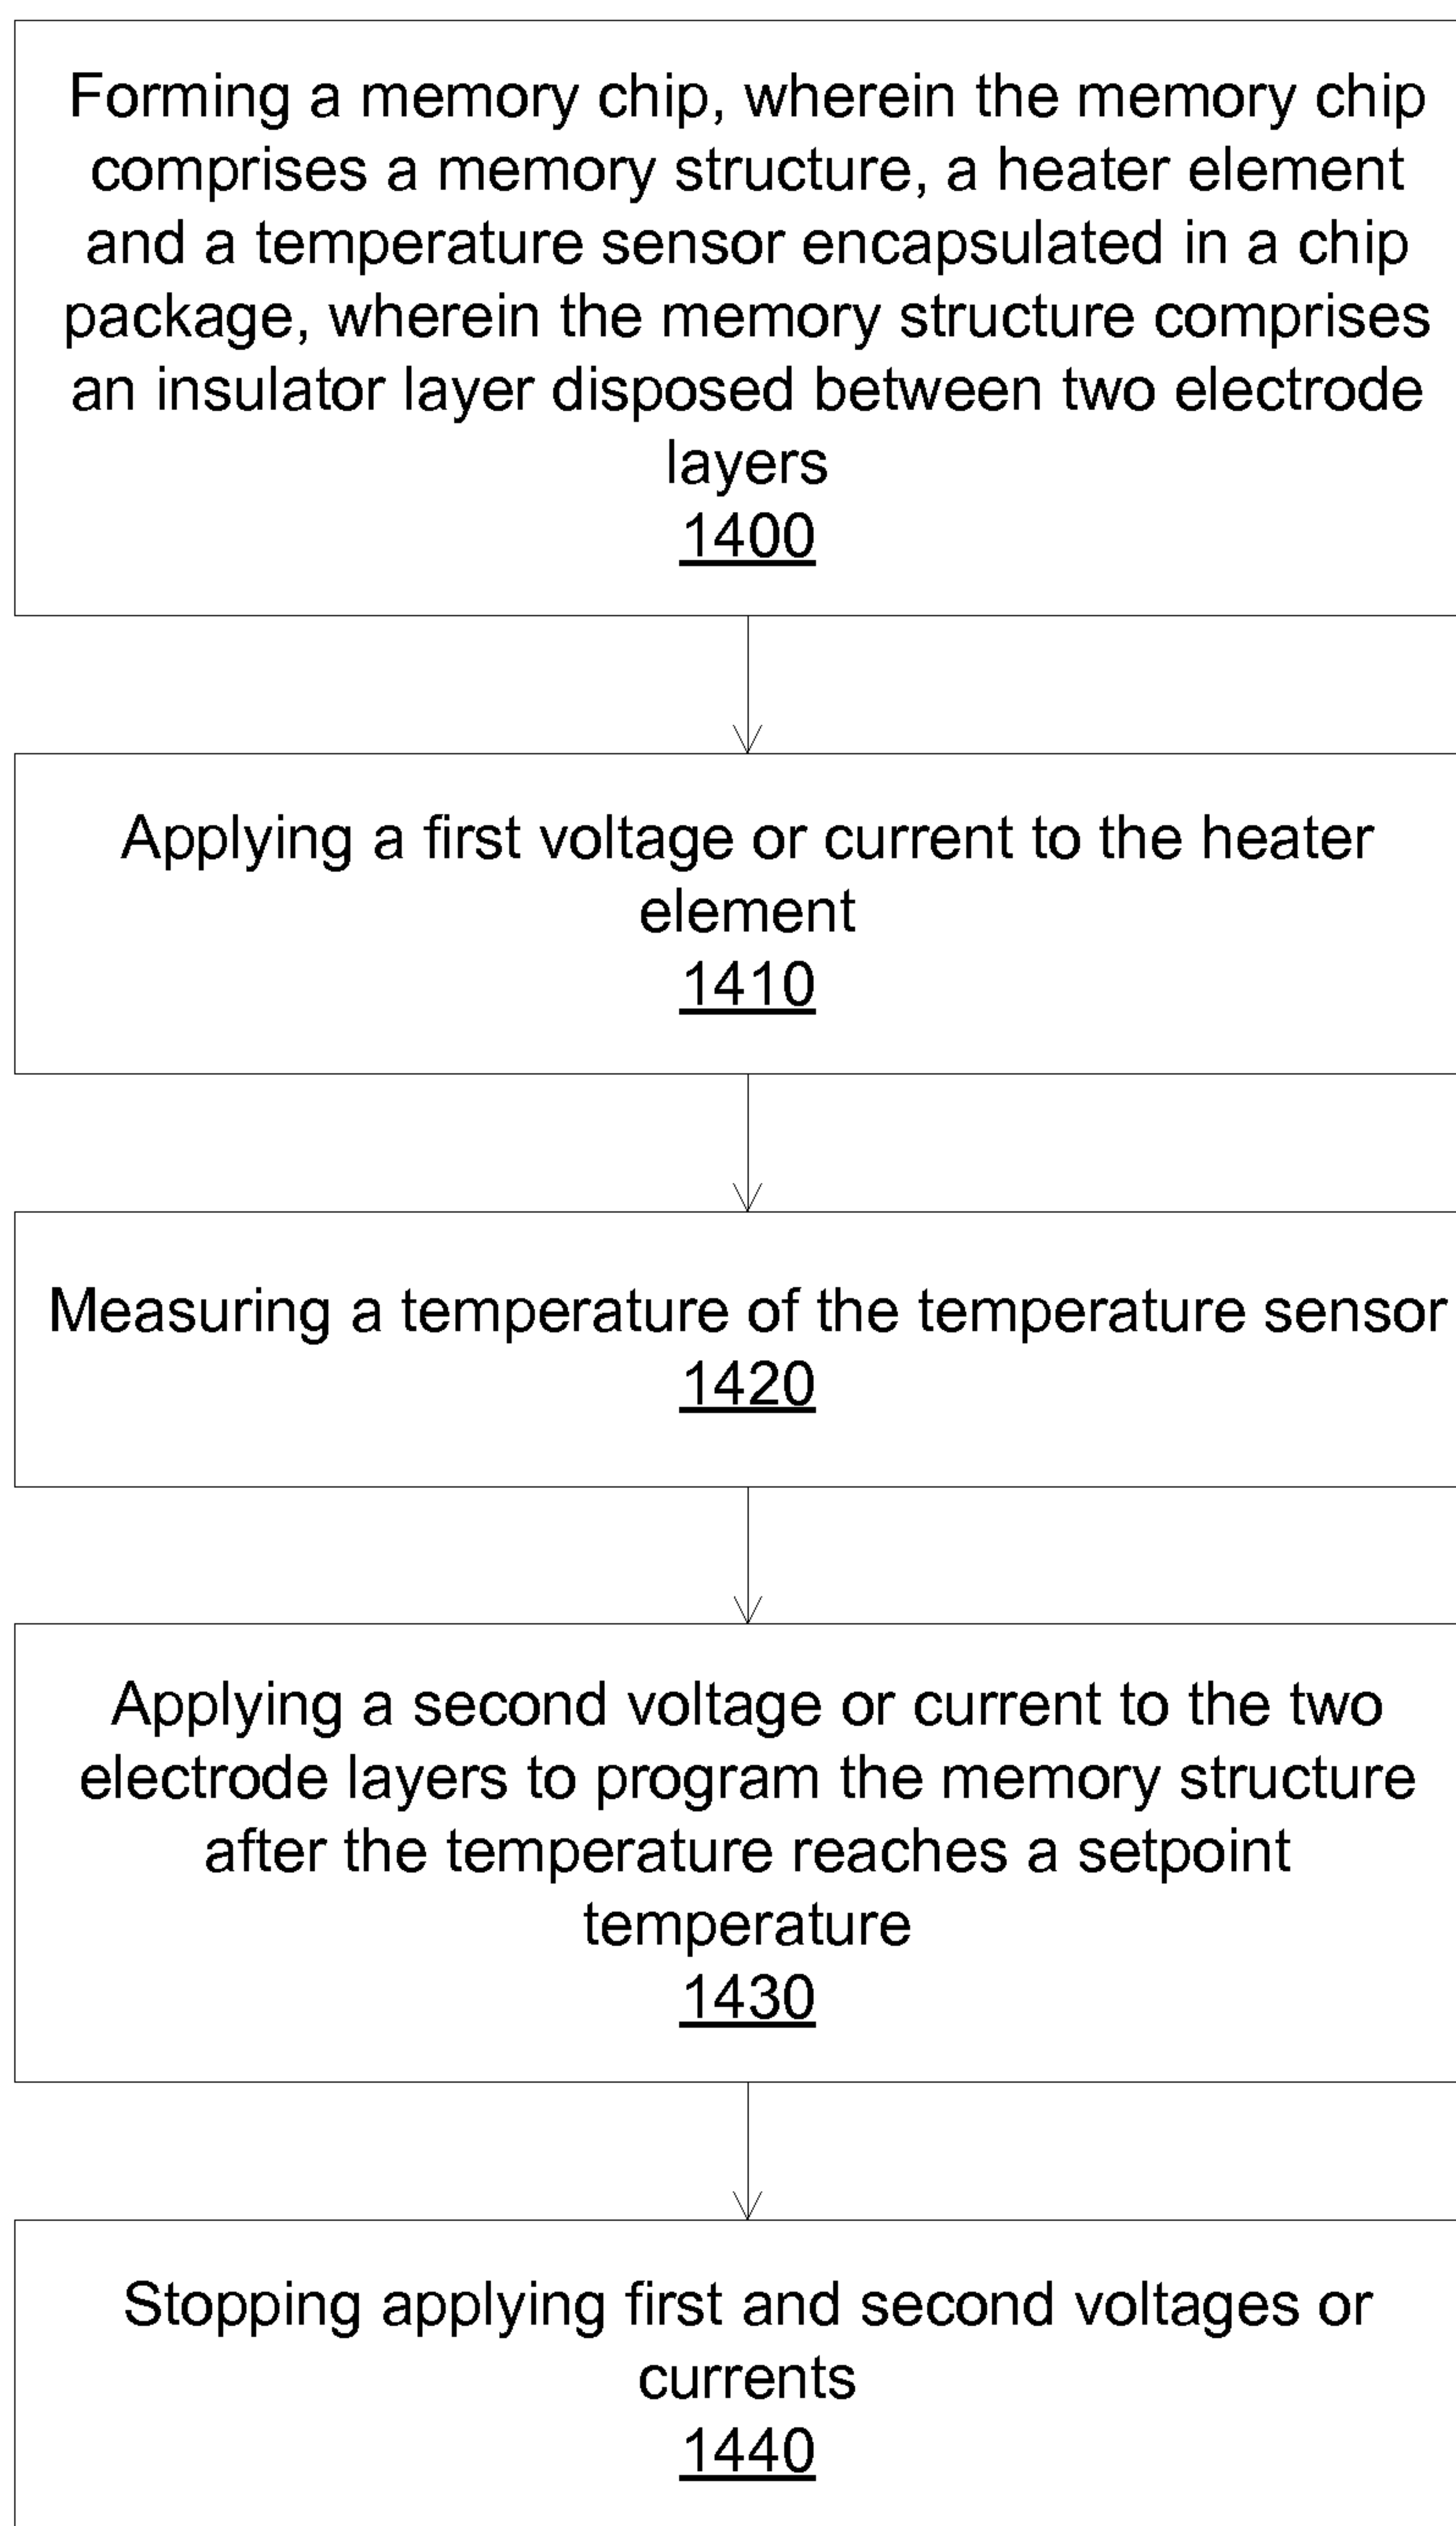 Forming a memory chip, wherein the memory chip
comprises a memory structure, a heater element
and a temperature sensor encapsulated in a chip
package, wherein the memory structure comprises
an insulator layer disposed between two electrode
layers
1400
Applying a first voltage or current to the heater
element
1410
Measuring a temperature of the temperature sensor
1420
Applying a second voltage or current to the two
electrode layers to program the memory structure
after the temperature reaches a setpoint
temperature
1430
Stopping applying first and second voltages or
currents
1440